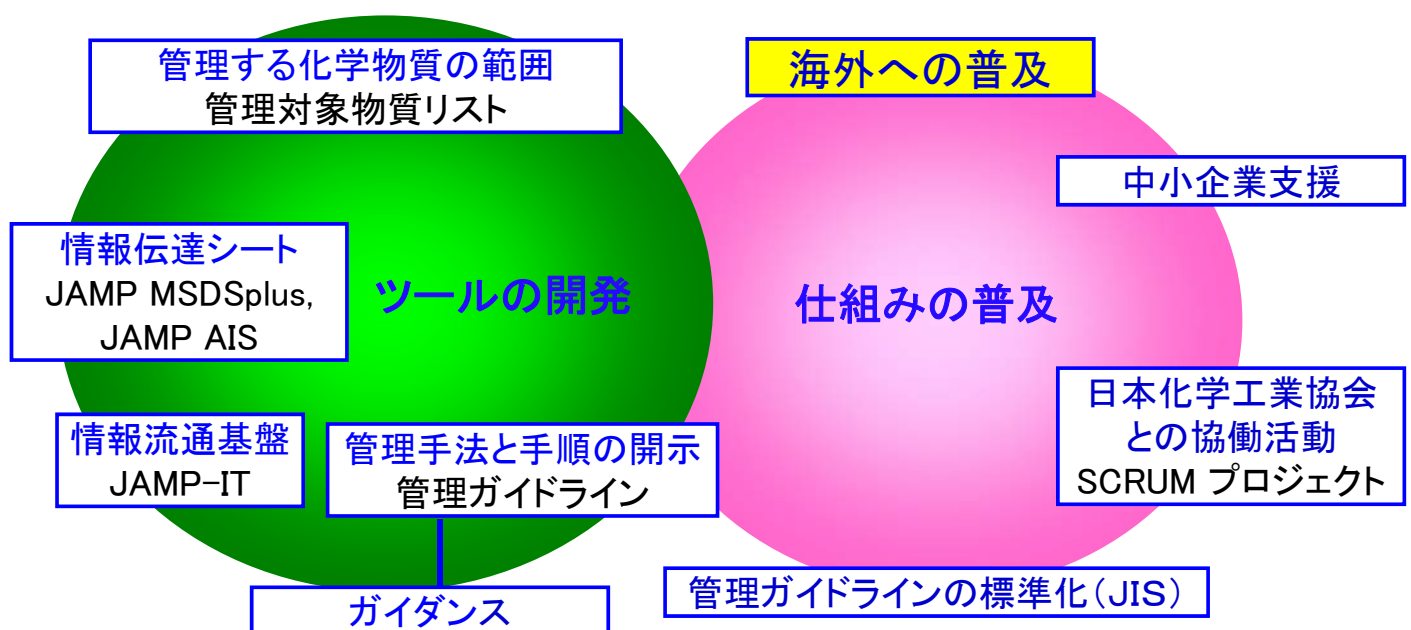 管理する化学物質の範囲
管理対象物質リスト
海外への普及
中小企業支援
情報伝達シート
JAMP MSDSplus,
JAMP AIS
ツールの開発
仕組みの普及
日本化学工業協会
との協働活動
SCRUM プロジェクト
情報流通基盤
JAMP-IT
管理手法と手順の開示
管理ガイドライン
管理ガイドラインの標準化(JIS)
ガイダンス